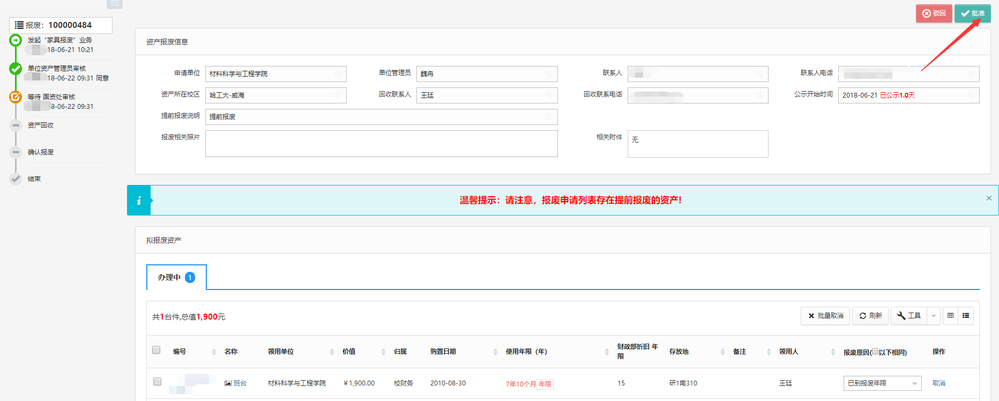 驳回
批准
报废：100000484
发起“家具报废”业务
18-06-21 10:21
单位资产管理员审核
18-06-22 09:31 同意
等待 国资处审核
8-06-22 09:31
资产回收
确认报废
结束
资产报废信息
申请单位 材料科学与工程学院 单位管理员 魏冉 联系人 联系人电话
资产所在校区 哈工大-威海 回收联系人 王廷 回收联系电话 公示开始时间 2018-06-21 已公示1.0天
提前报废说明 提前报废
报废相关照片 相关附件 无
温馨提示：请注意，报废申请列表存在提前报废的资产!
拟报废资产
办理中 1
共1台件,总值1,900元 批量取消 刷新 工具
编号 名称 领用单位 价值 归属 购置日期 使用年限（年） 财政部折旧 年限 存放地 备注 领用人 报废原因(以下相同) 操作
班台 材料科学与工程学院 ￥1,900.00 校财务 2010-08-30 7年10个月 年限 15 研1南310 王廷 已到报废年限 取消